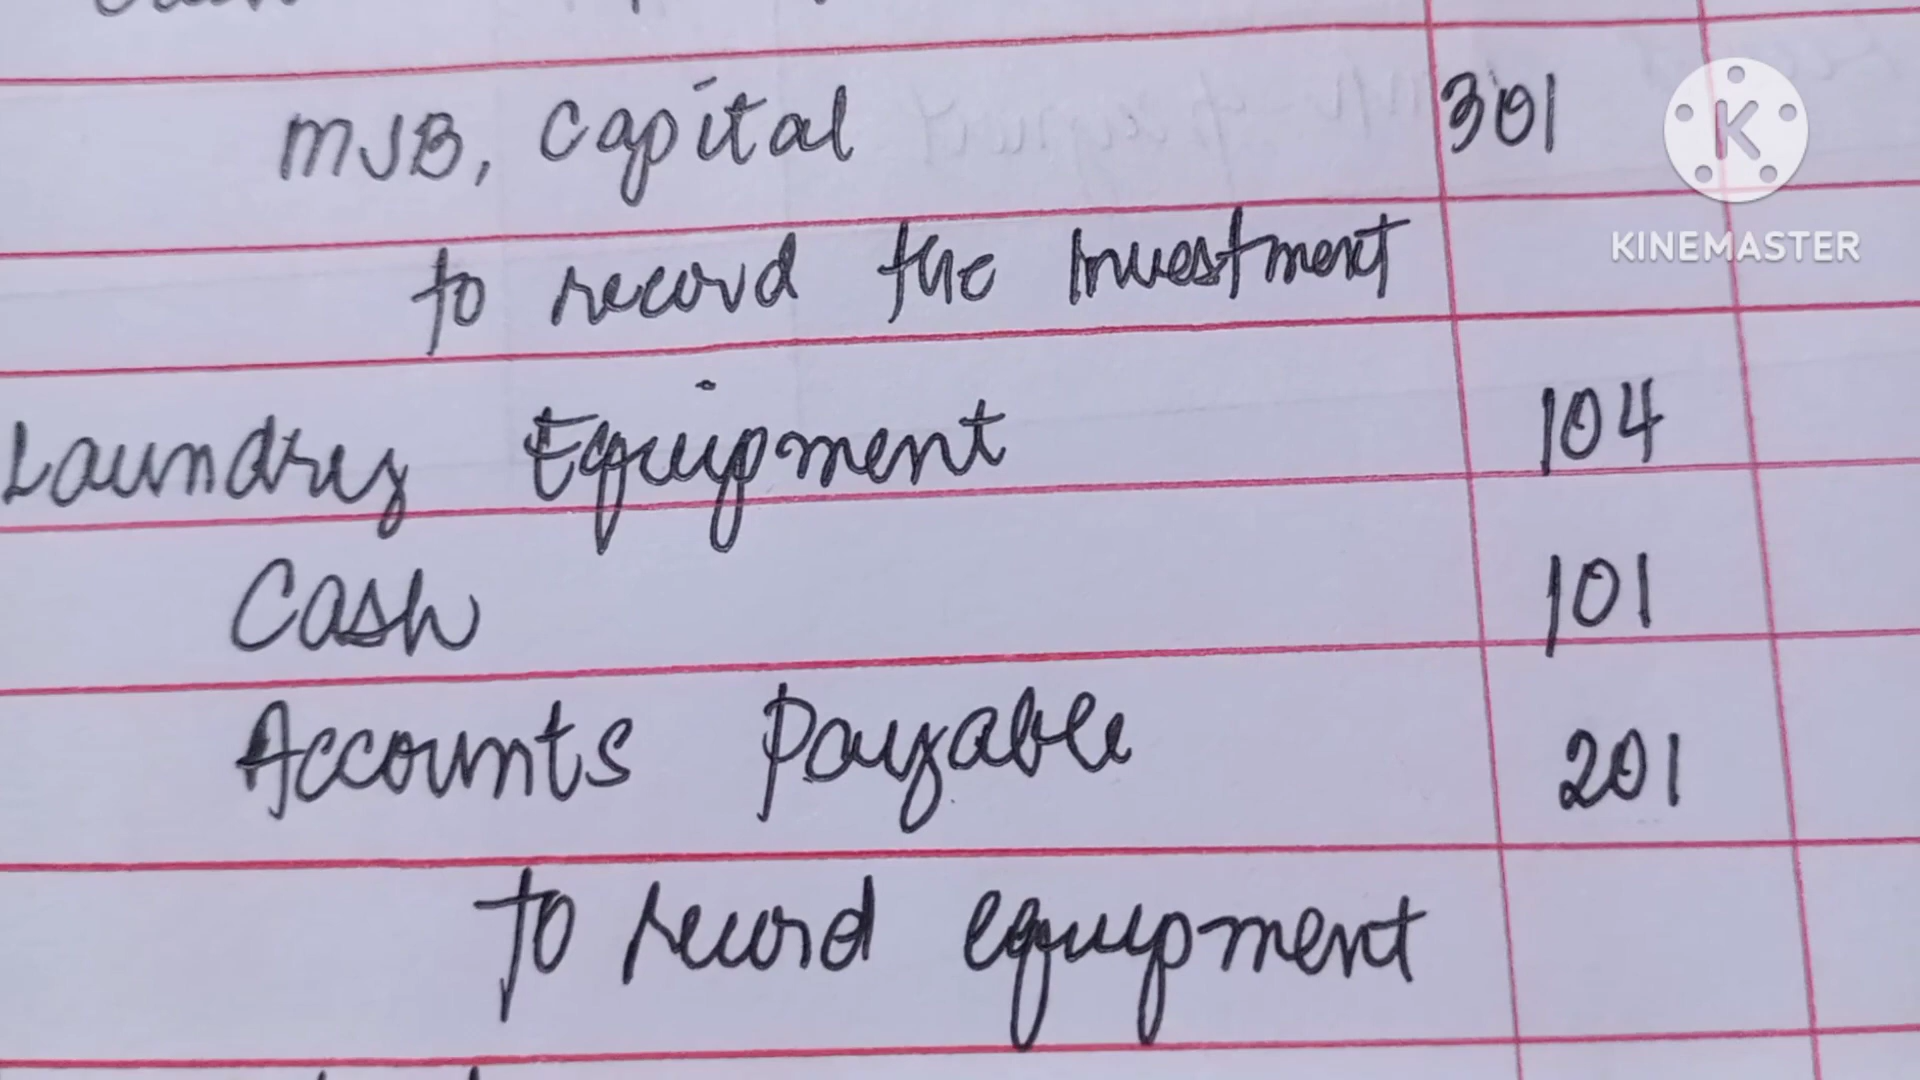 MJB, Capital 301
to record the Investment
Laundry Equipment 104
Cash 101
Accounts Payable 201
to record equipment
KINEMASTER